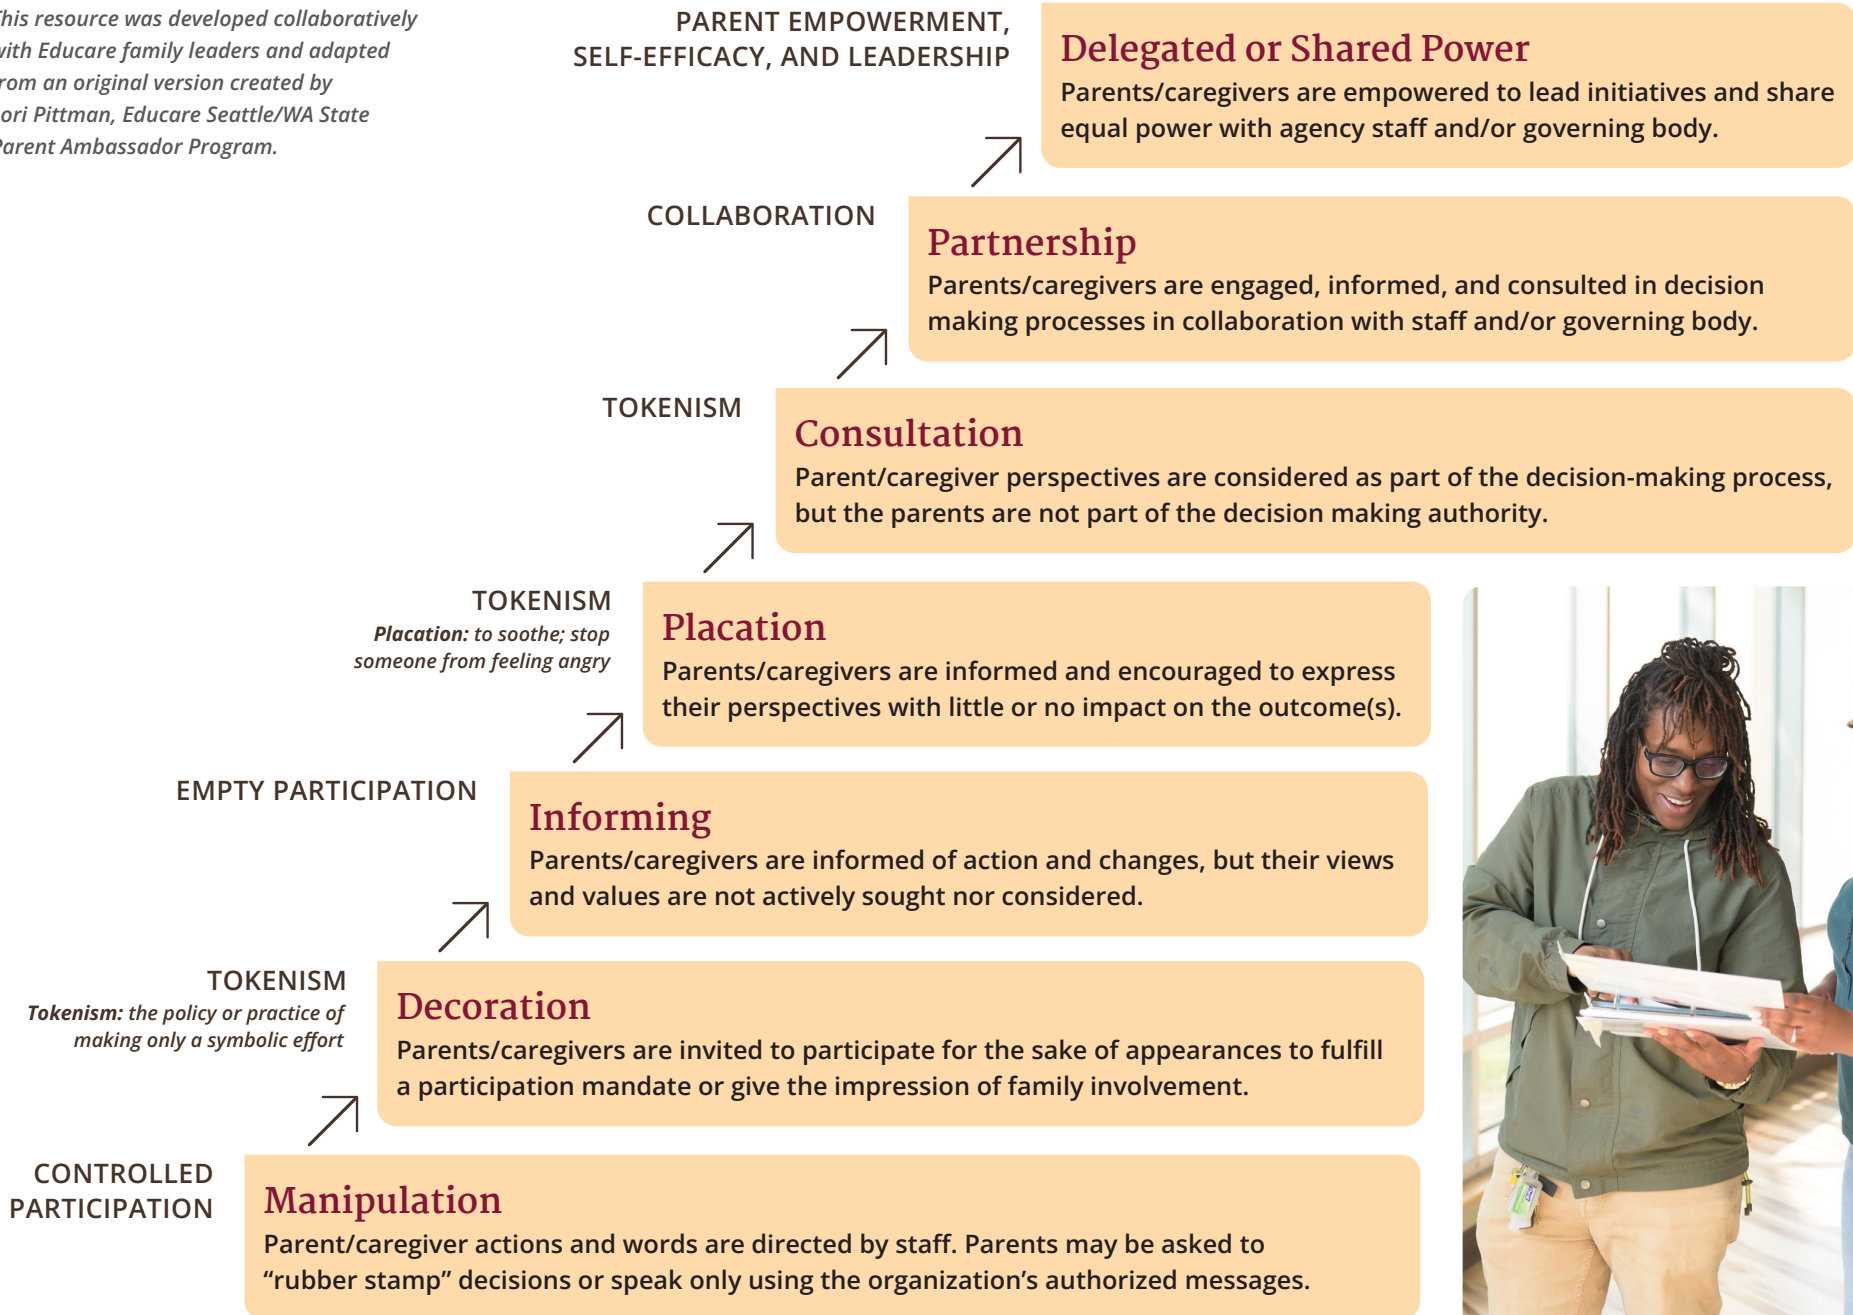 This resource was developed collaboratively
with Educare family leaders and adapted
from an original version created by
Lori Pittman, Educare Seattle/WA State
Parent Ambassador Program.
PARENT EMPOWERMENT,
SELF-EFFICACY, AND LEADERSHIP
Delegated or Shared Power
Parents/caregivers are empowered to lead initiatives and share
equal power with agency staff and/or governing body.
COLLABORATION
Partnership
Parents/caregivers are engaged, informed, and consulted in decision
making processes in collaboration with staff and/or governing body.
TOKENISM
Consultation
Parent/caregiver perspectives are considered as part of the decision-making process,
but the parents are not part of the decision making authority.
TOKENISM
Placation: to soothe; stop
someone from feeling angry
Placation
Parents/caregivers are informed and encouraged to express
their perspectives with little or no impact on the outcome(s).
EMPTY PARTICIPATION
Informing
Parents/caregivers are informed of action and changes, but their views
and values are not actively sought nor considered.
TOKENISM
Tokenism: the policy or practice of
making only a symbolic effort
Decoration
Parents/caregivers are invited to participate for the sake of appearances to fulfill
a participation mandate or give the impression of family involvement.
CONTROLLED
PARTICIPATION
Manipulation
Parent/caregiver actions and words are directed by staff. Parents may be asked to
“rubber stamp” decisions or speak only using the organization’s authorized messages.